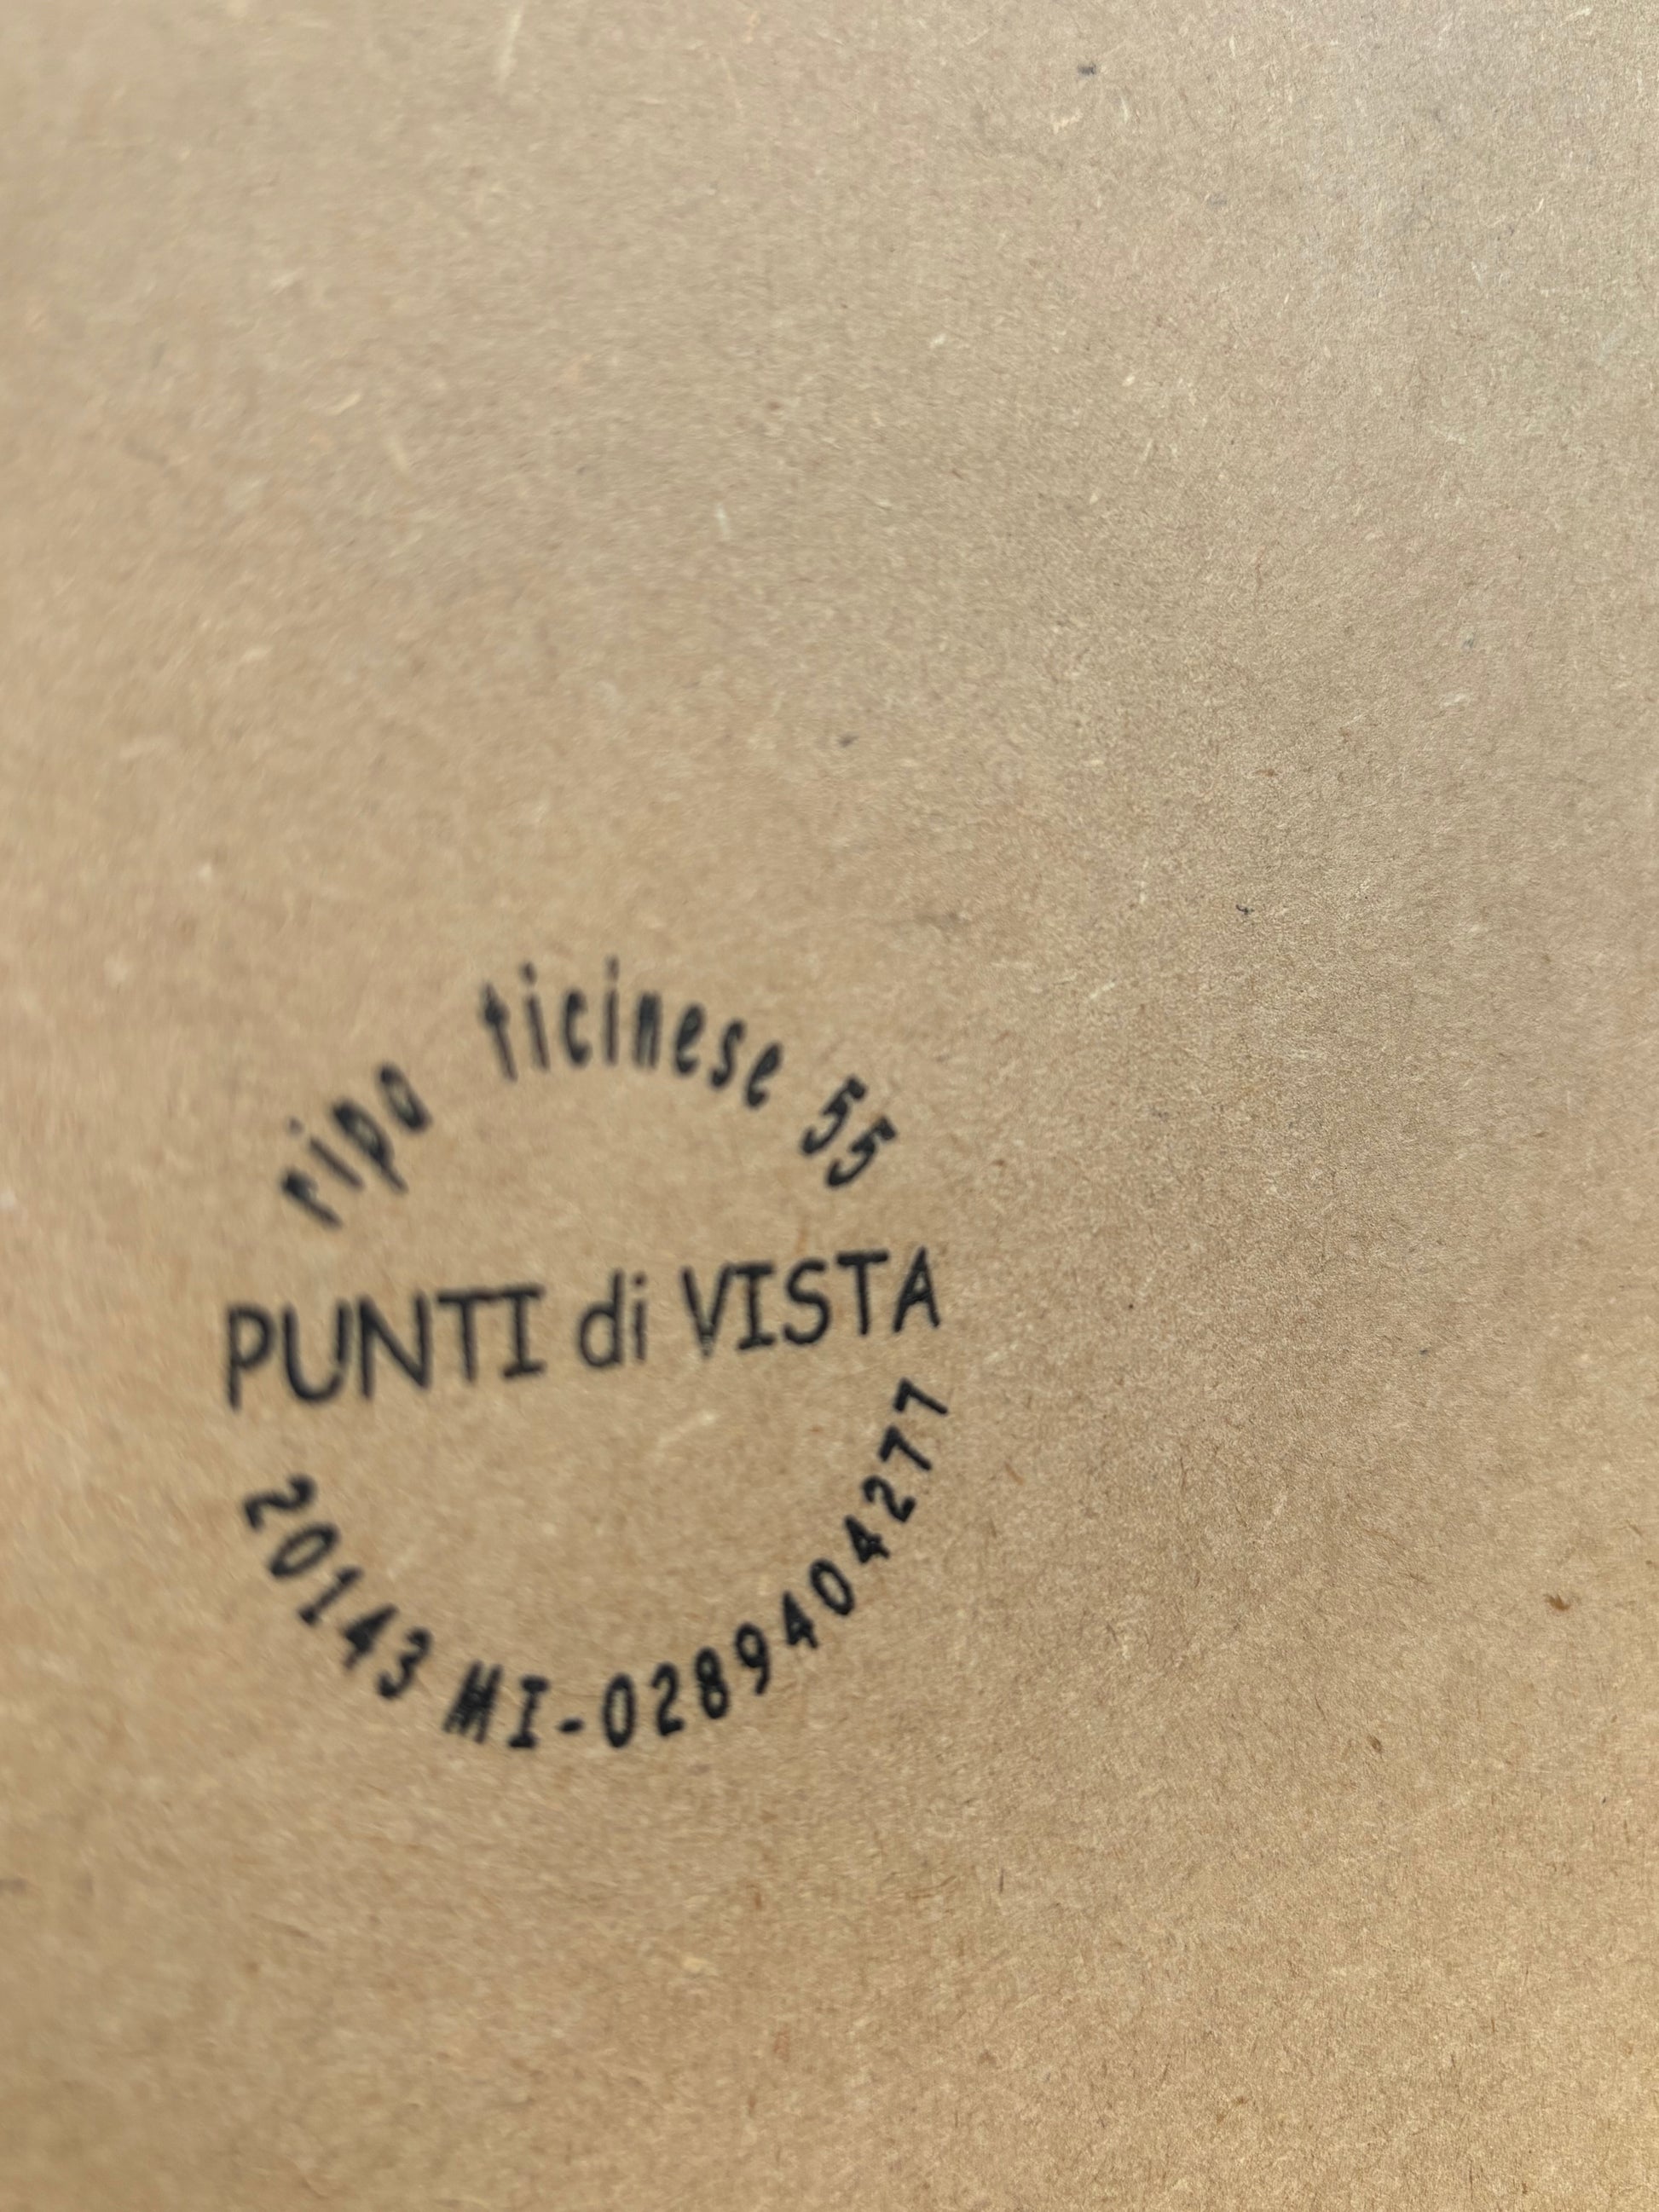 ripa ticinese 55
PUNTI di VISTA
20143 MI-0289404277